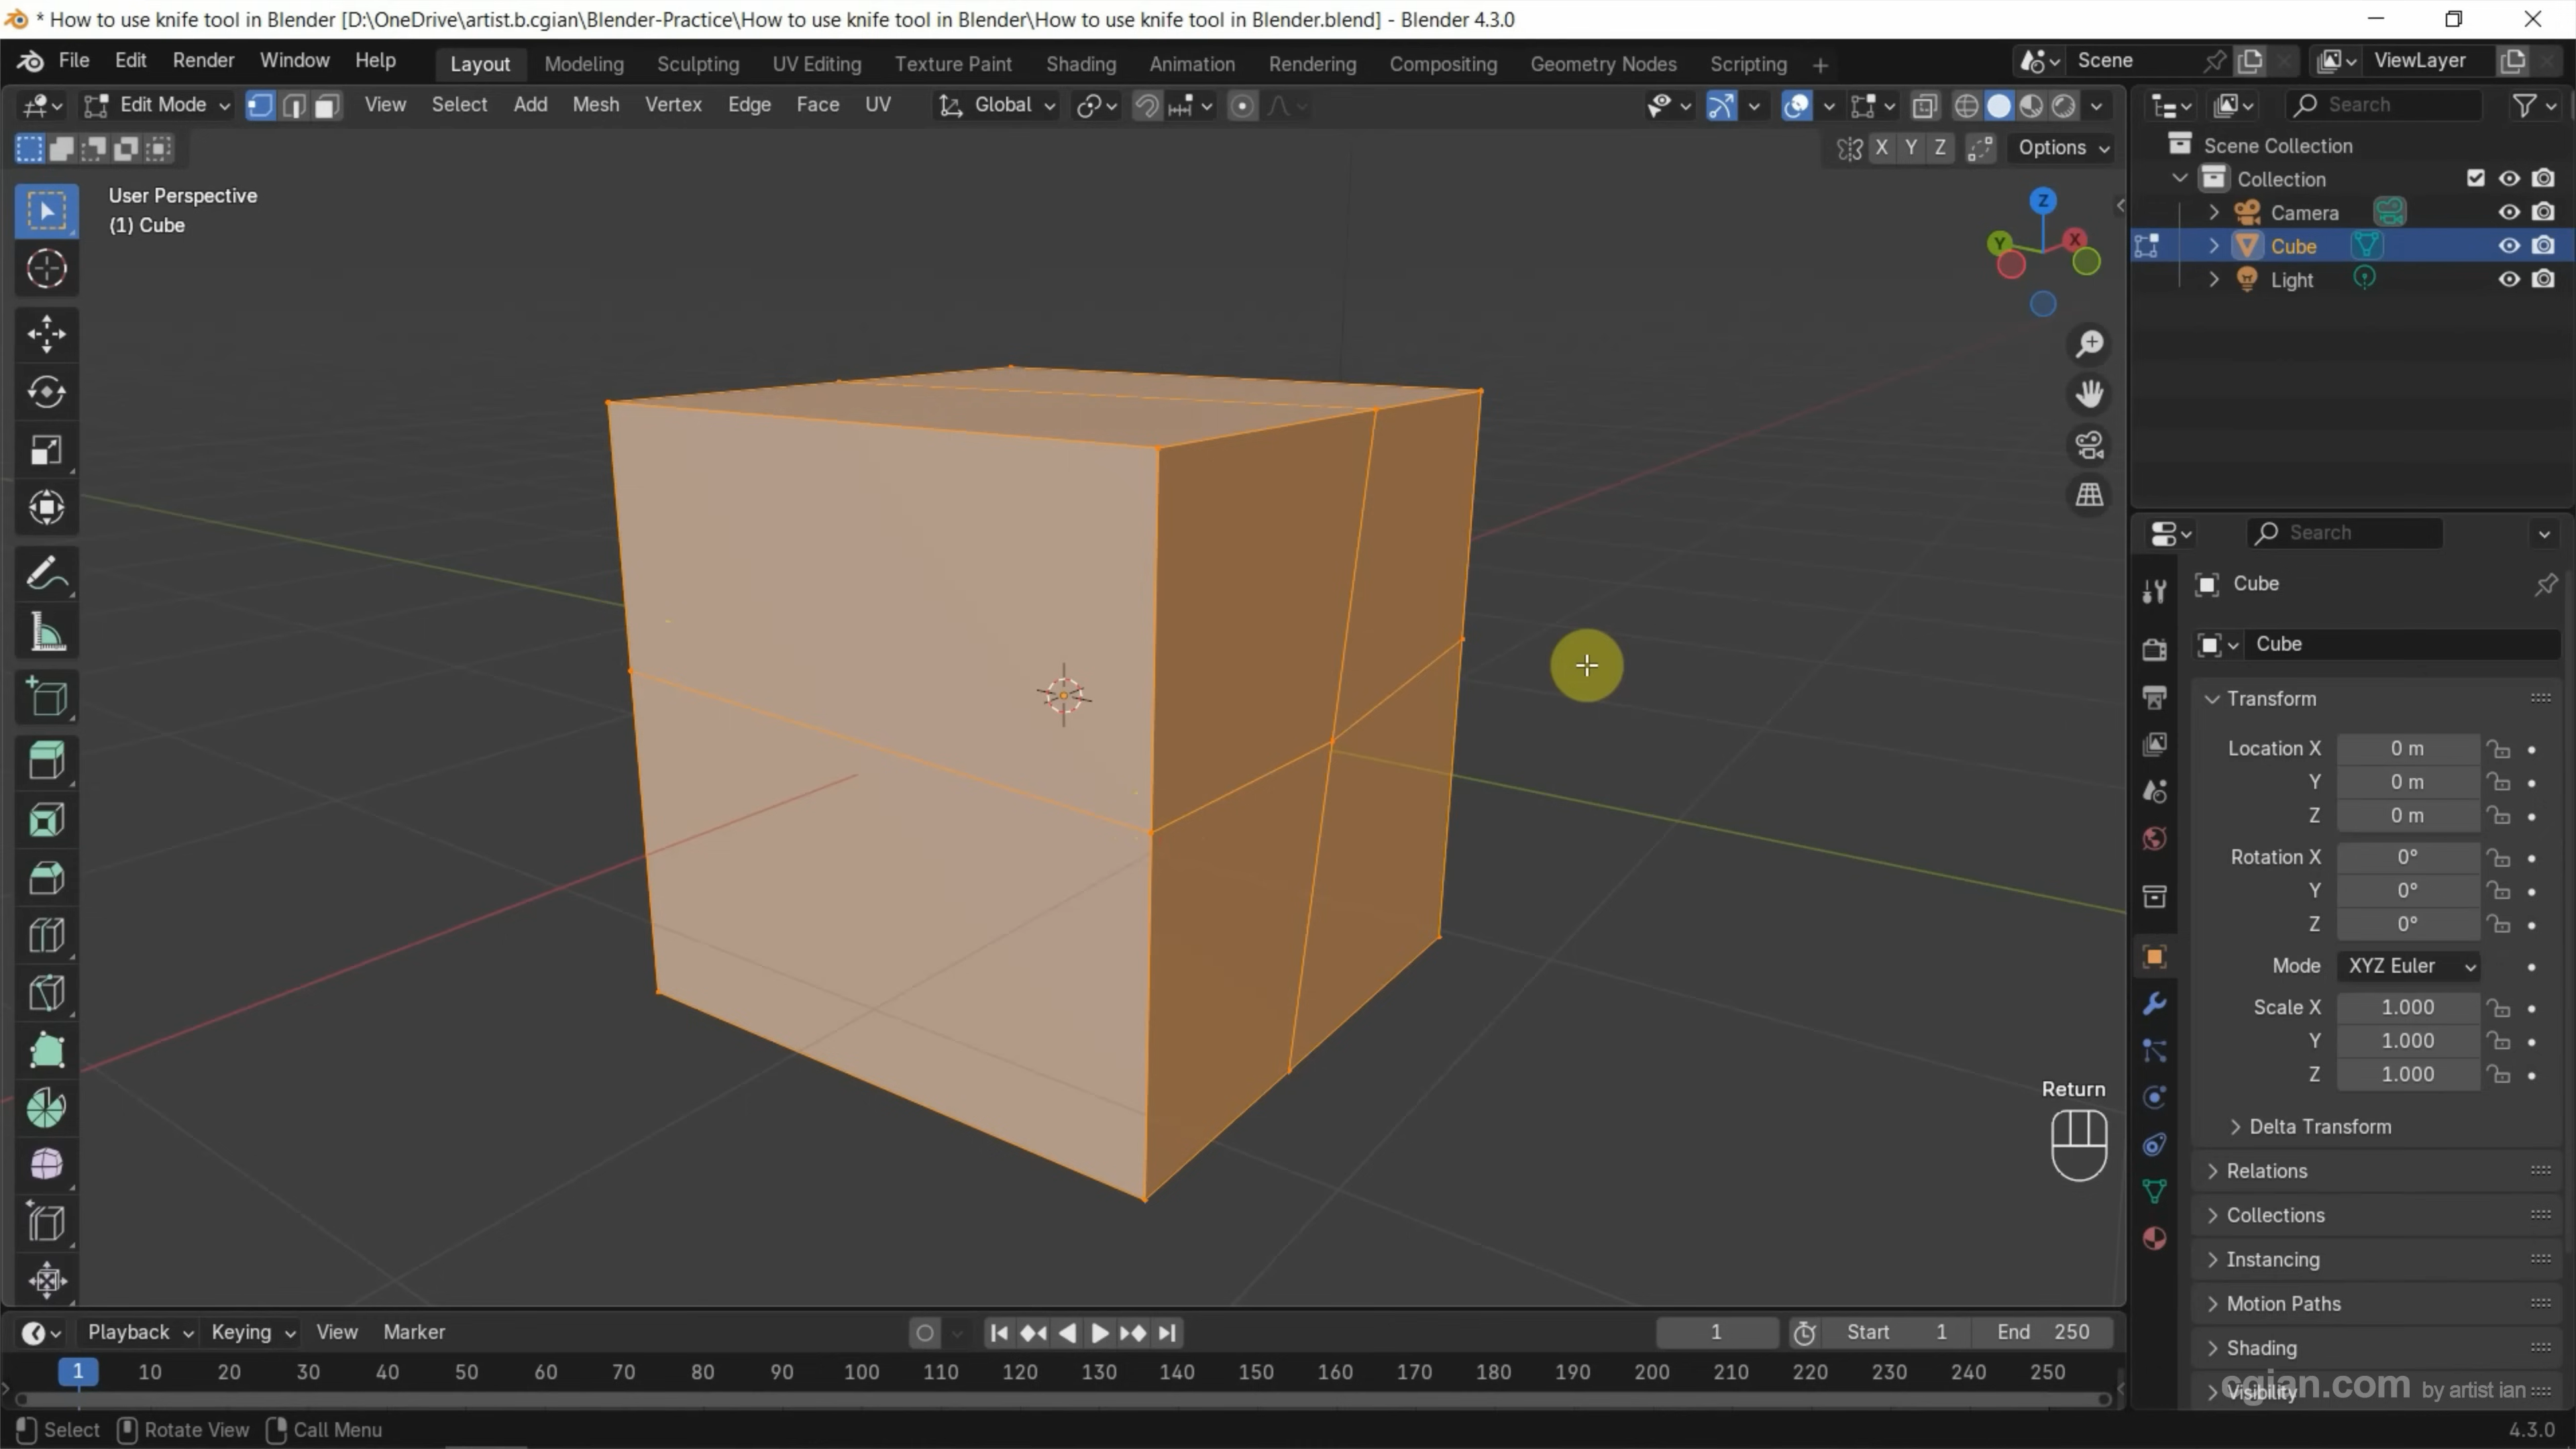 * How to use knife tool in Blender [D:\OneDrive\artist.b.cgian\Blender-Practice\How to use knife tool in Blender\How to use knife tool in Blender.blend] - Blender 4.3.0
File Edit Render Window Help Layout Modeling Sculpting UV Editing Texture Paint Shading Animation Rendering Compositing Geometry Nodes Scripting + Scene ViewLayer
Edit Mode View Select Add Mesh Vertex Edge Face UV Global Search
X Y Z Options
Scene Collection
User Perspective
(1) Cube
Collection
Camera
Cube
Light
Z
Y X
Search
Cube
Cube
Transform
Location X 0 m
Y 0 m
Z 0 m
Rotation X 0°
Y 0°
Z 0°
Mode XYZ Euler
Scale X 1.000
Y 1.000
Z 1.000
Return
Delta Transform
Relations
Collections
Instancing
Motion Paths
Shading
Visibility
cgian.com by artist ian
Playback Keying View Marker 1 Start 1 End 250
1 10 20 30 40 50 60 70 80 90 100 110 120 130 140 150 160 170 180 190 200 210 220 230 240 250
Select Rotate View Call Menu 4.3.0